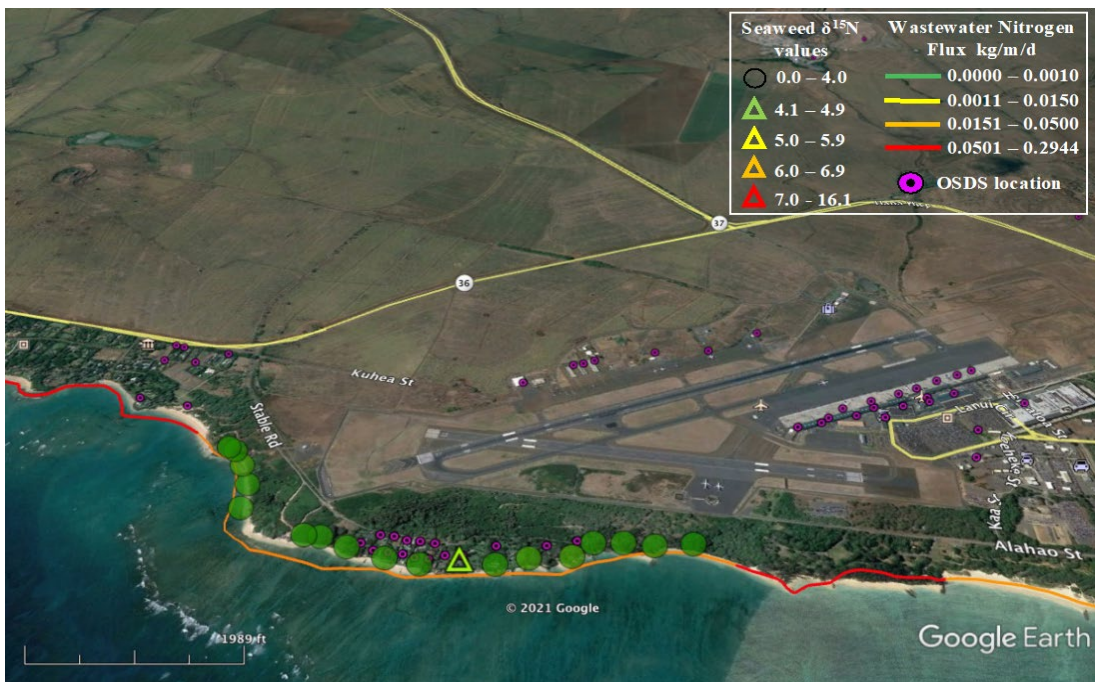 Seaweed δ¹⁵N
values
0.0 – 4.0
4.1 – 4.9
5.0 – 5.9
6.0 – 6.9
7.0 - 16.1
Wastewater Nitrogen
Flux kg/m/d
0.0000 – 0.0010
0.0011 – 0.0150
0.0151 – 0.0500
0.0501 – 0.2944
OSDS location
37
36
Kuhea St
Stable Rd
Alahao St
© 2021 Google
1989 ft
Google Earth